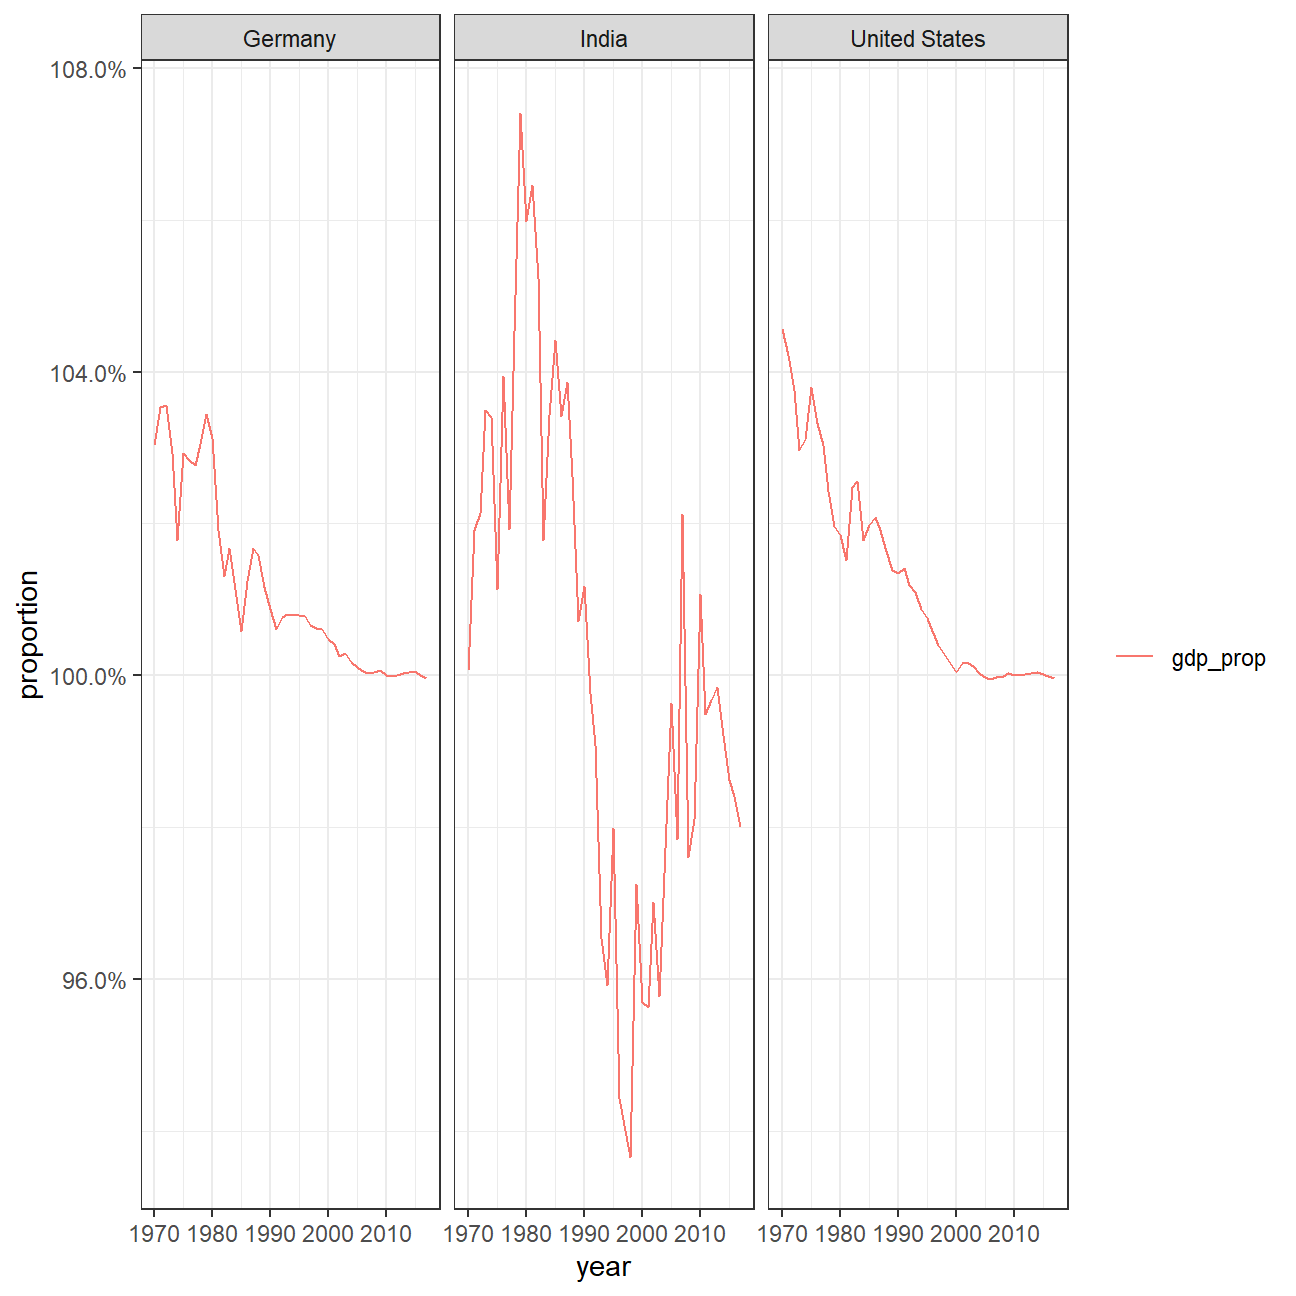 Germany India United States
108.0%
104.0%
100.0%
96.0%
proportion
gdp_prop
1970 1980 1990 2000 2010 1970 1980 1990 2000 2010 1970 1980 1990 2000 2010
year